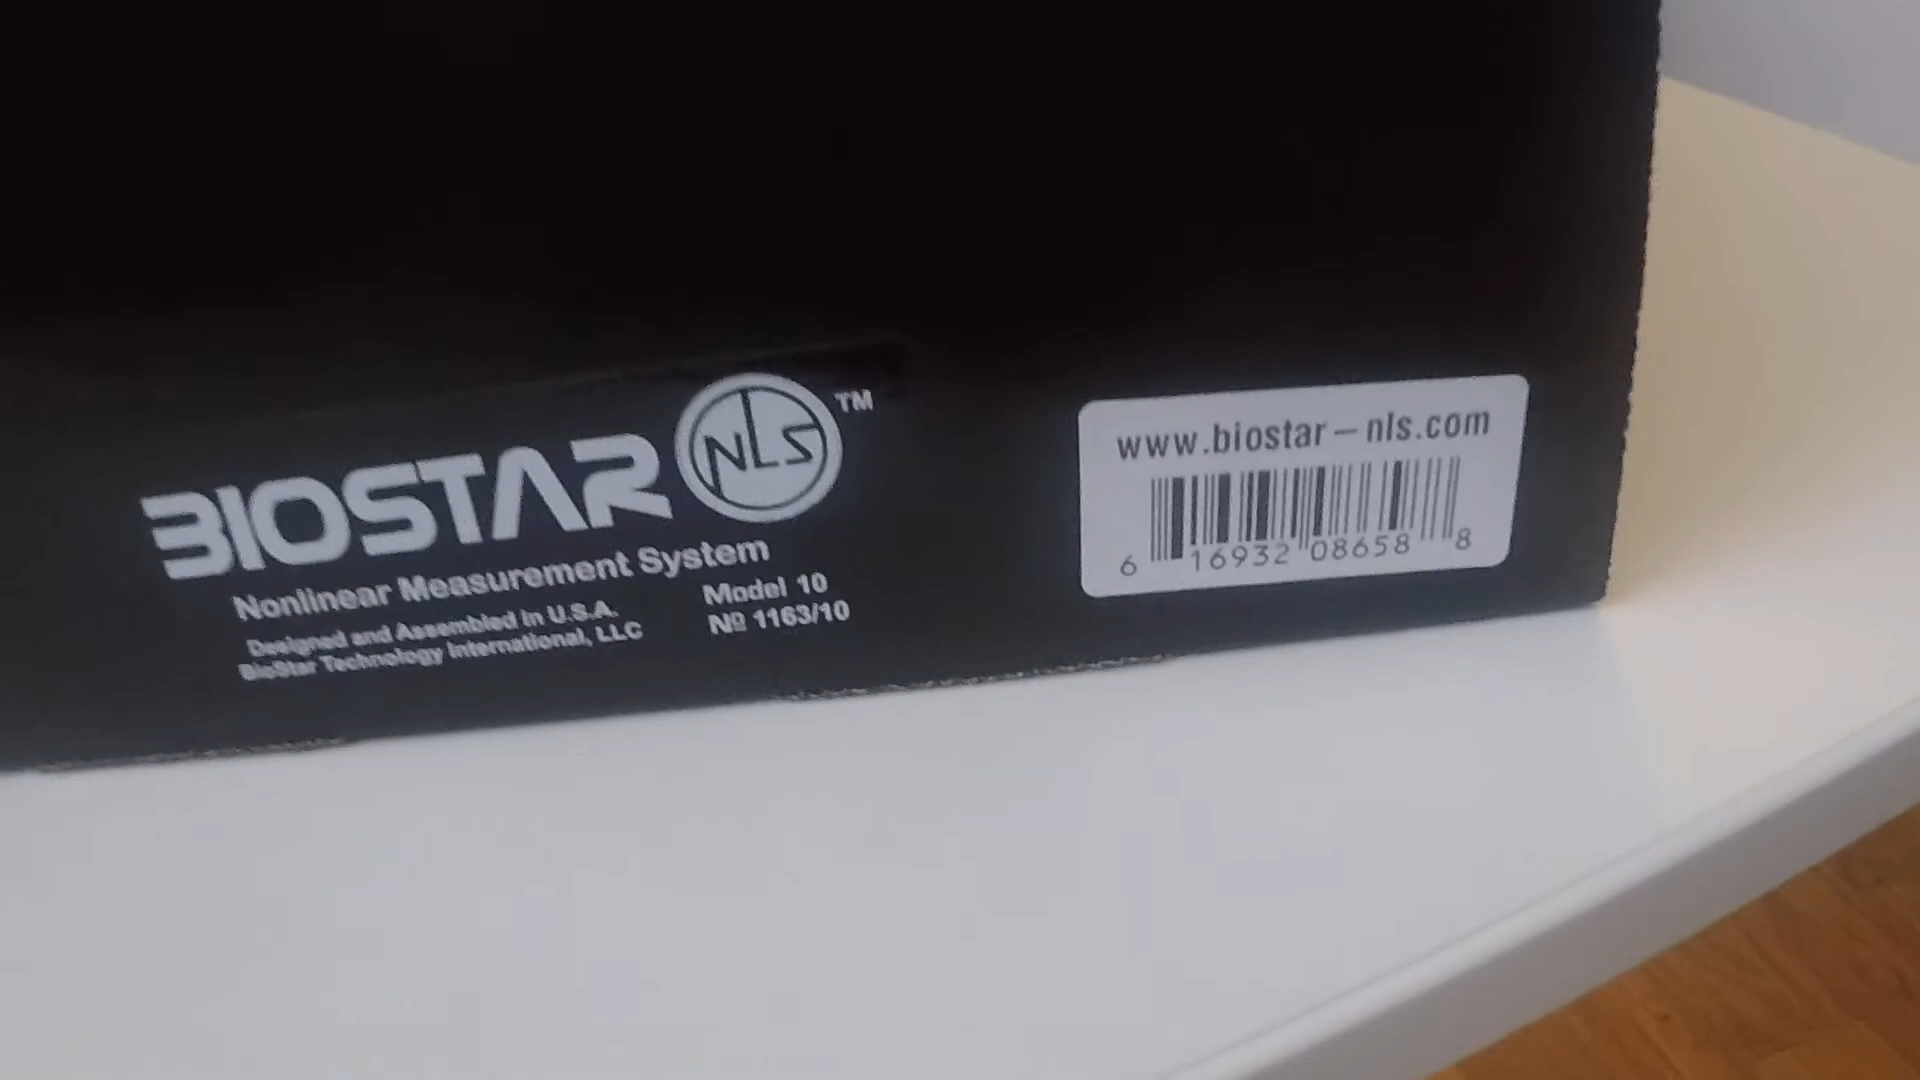 BIOSTAR NLS ™
Nonlinear Measurement System
Designed and Assembled in U.S.A.
BioStar Technology International, LLC
Model 10
№ 1163/10
www.biostar-nls.com
6 16932 08658 8